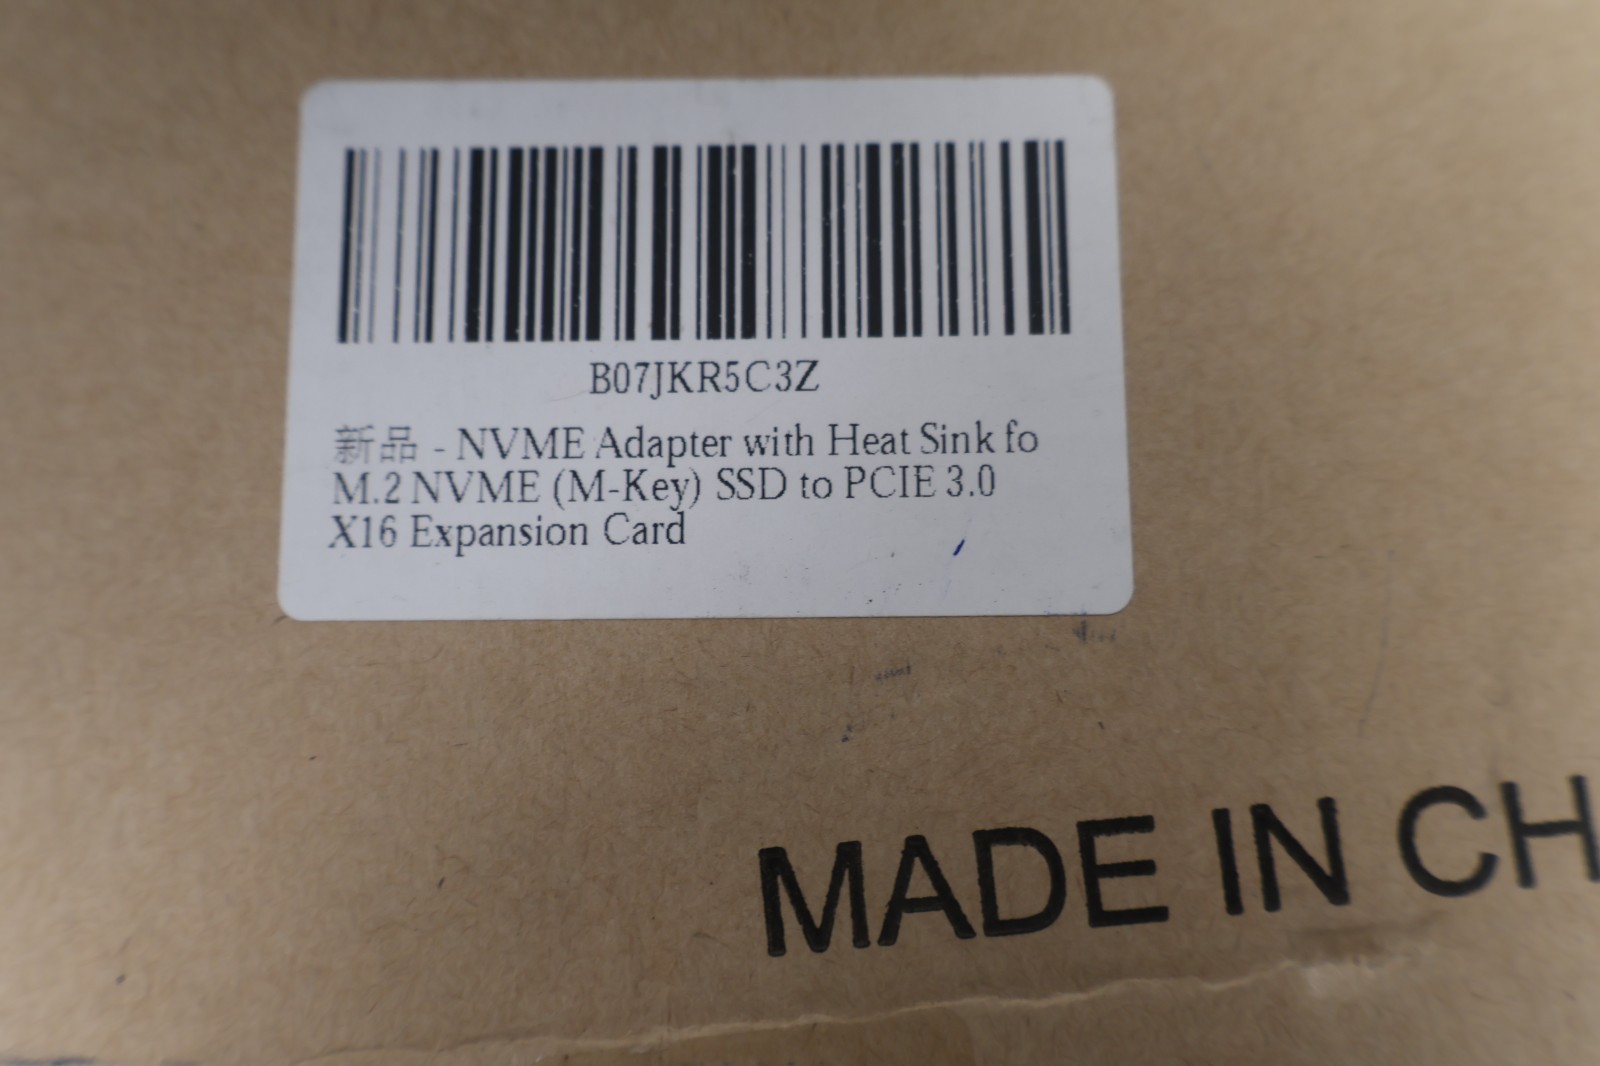 B07JKR5C3Z
新品 - NVME Adapter with Heat Sink fo
M.2 NVME (M-Key) SSD to PCIE 3.0
X16 Expansion Card
MADE IN CH